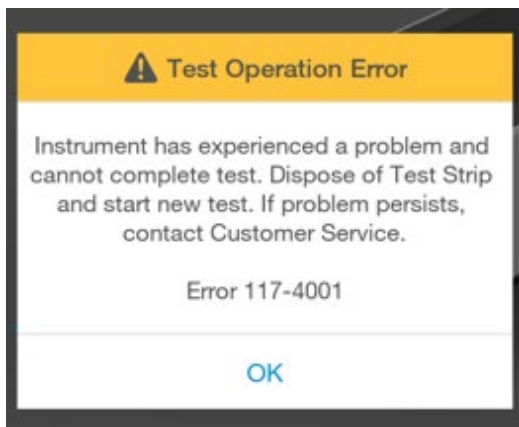 Test Operation Error
Instrument has experienced a problem and
cannot complete test. Dispose of Test Strip
and start new test. If problem persists,
contact Customer Service.
Error 117-4001
OK